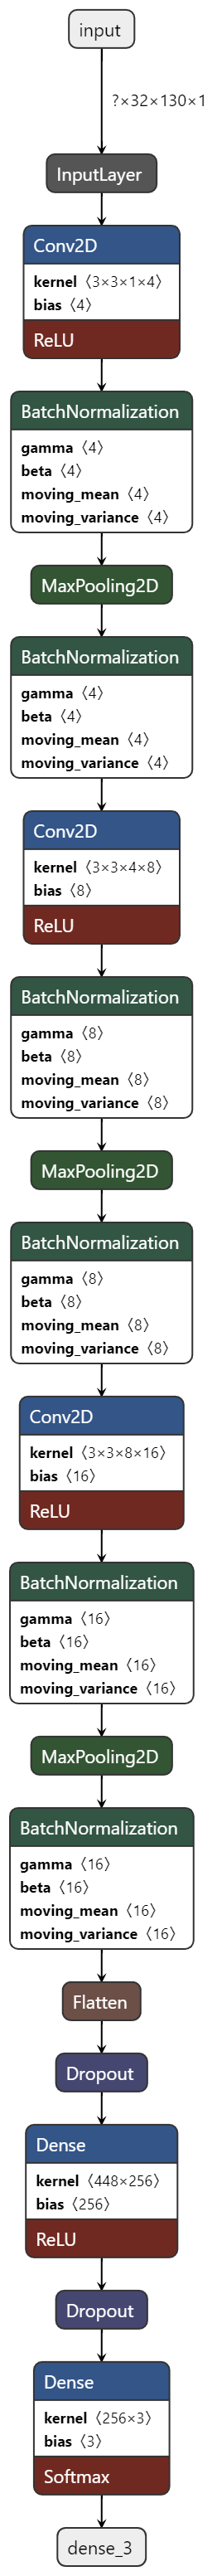 input
?×32×130×1
InputLayer
Conv2D
kernel 〈3×3×1×4〉
bias 〈4〉
ReLU
BatchNormalization
gamma 〈4〉
beta 〈4〉
moving_mean 〈4〉
moving_variance 〈4〉
MaxPooling2D
BatchNormalization
gamma 〈4〉
beta 〈4〉
moving_mean 〈4〉
moving_variance 〈4〉
Conv2D
kernel 〈3×3×4×8〉
bias 〈8〉
ReLU
BatchNormalization
gamma 〈8〉
beta 〈8〉
moving_mean 〈8〉
moving_variance 〈8〉
MaxPooling2D
BatchNormalization
gamma 〈8〉
beta 〈8〉
moving_mean 〈8〉
moving_variance 〈8〉
Conv2D
kernel 〈3×3×8×16〉
bias 〈16〉
ReLU
BatchNormalization
gamma 〈16〉
beta 〈16〉
moving_mean 〈16〉
moving_variance 〈16〉
MaxPooling2D
BatchNormalization
gamma 〈16〉
beta 〈16〉
moving_mean 〈16〉
moving_variance 〈16〉
Flatten
Dropout
Dense
kernel 〈448×256〉
bias 〈256〉
ReLU
Dropout
Dense
kernel 〈256×3〉
bias 〈3〉
Softmax
dense_3